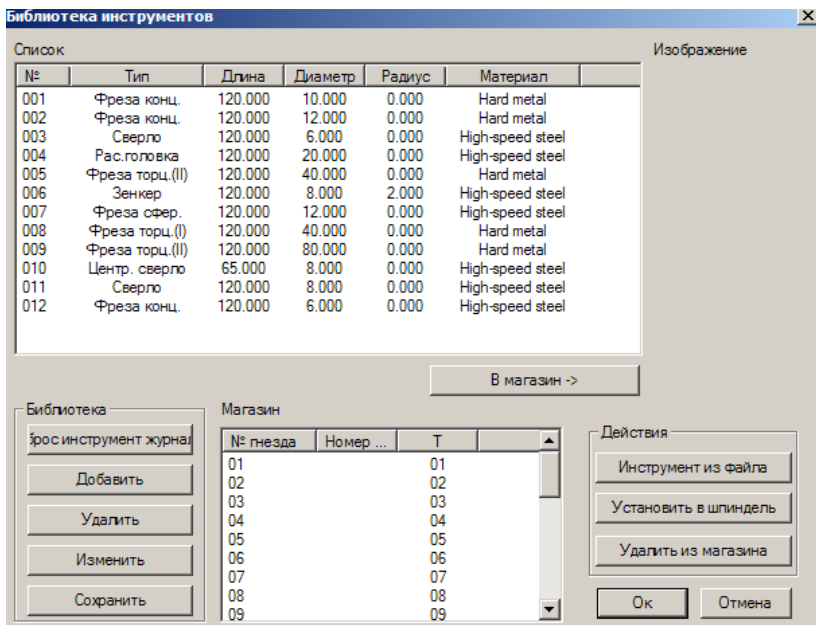 Библиотека инструментов
Список
Изображение
№ Тип Длина Диаметр Радиус Материал
001 Фреза конц. 120.000 10.000 0.000 Hard metal
002 Фреза конц. 120.000 12.000 0.000 Hard metal
003 Сверло 120.000 6.000 0.000 High-speed steel
004 Рас.головка 120.000 20.000 0.000 High-speed steel
005 Фреза торц.(II) 120.000 40.000 0.000 Hard metal
006 Зенкер 120.000 8.000 2.000 High-speed steel
007 Фреза сфер. 120.000 12.000 0.000 High-speed steel
008 Фреза торц.(I) 120.000 40.000 0.000 Hard metal
009 Фреза торц.(II) 120.000 80.000 0.000 Hard metal
010 Центр. сверло 65.000 8.000 0.000 High-speed steel
011 Сверло 120.000 8.000 0.000 High-speed steel
012 Фреза конц. 120.000 6.000 0.000 High-speed steel
В магазин ->
Библиотека
брос инструмент журнал
Добавить
Удалить
Изменить
Сохранить
Магазин
№ гнезда Номер ... T
01 01
02 02
03 03
04 04
05 05
06 06
07 07
08 08
09 09
Действия
Инструмент из файла
Установить в шпиндель
Удалить из магазина
Ок
Отмена